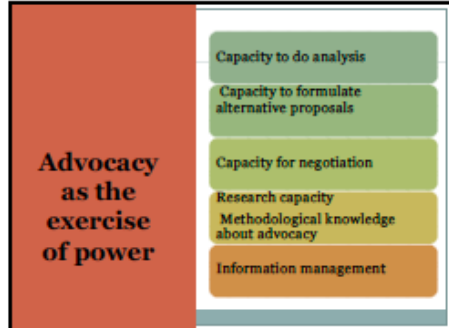 Advocacy
as the
exercise
of power
Capacity to do analysis
Capacity to formulate
alternative proposals
Capacity for negotiation
Research capacity
Methodological knowledge
about advocacy
Information management